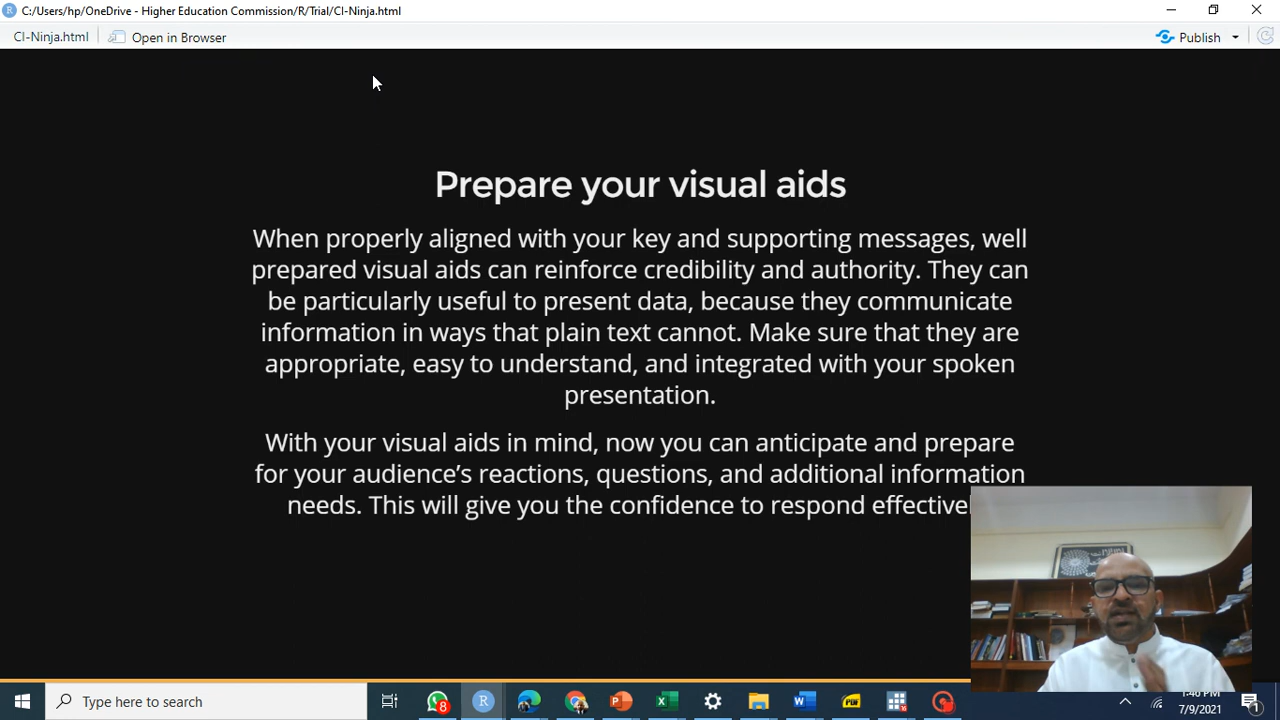 C:/Users/hp/OneDrive - Higher Education Commission/R/Trial/CI-Ninja.html
CI-Ninja.html Open in Browser Publish
Prepare your visual aids
When properly aligned with your key and supporting messages, well
prepared visual aids can reinforce credibility and authority. They can
be particularly useful to present data, because they communicate
information in ways that plain text cannot. Make sure that they are
appropriate, easy to understand, and integrated with your spoken
presentation.
With your visual aids in mind, now you can anticipate and prepare
for your audience’s reactions, questions, and additional information
needs. This will give you the confidence to respond effective
Type here to search
8
1:46 PM
7/9/2021
1